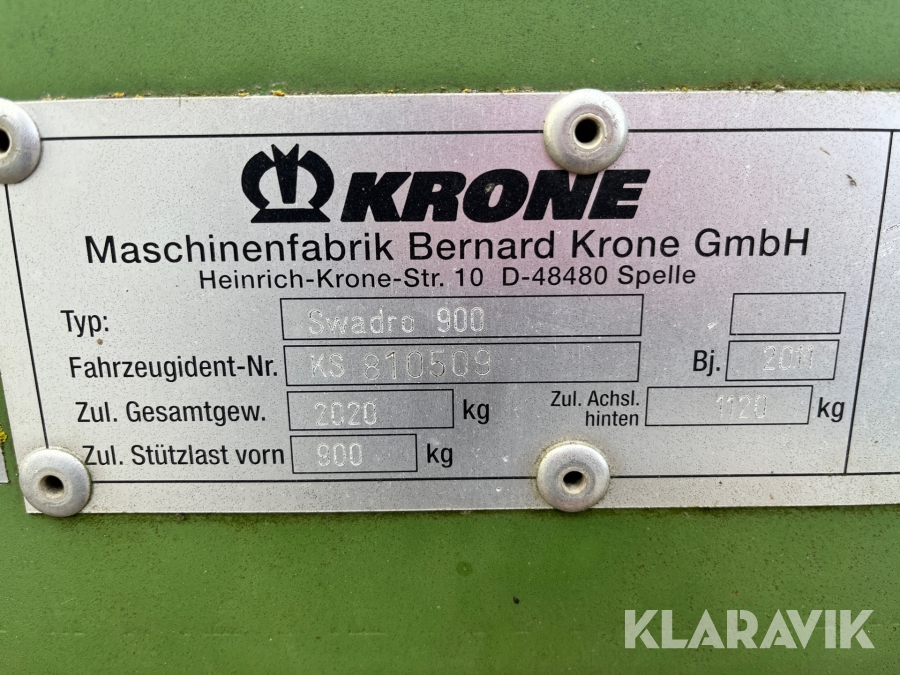 KRONE
Maschinenfabrik Bernard Krone GmbH
Heinrich-Krone-Str. 10 D-48480 Spelle
Typ: Swadro 900
Fahrzeugident-Nr. KS 810509 Bj. 2011
Zul. Gesamtgew. 2020 kg Zul. Achsl. hinten 1120 kg
Zul. Stützlast vorn 900 kg
KLARAVIK